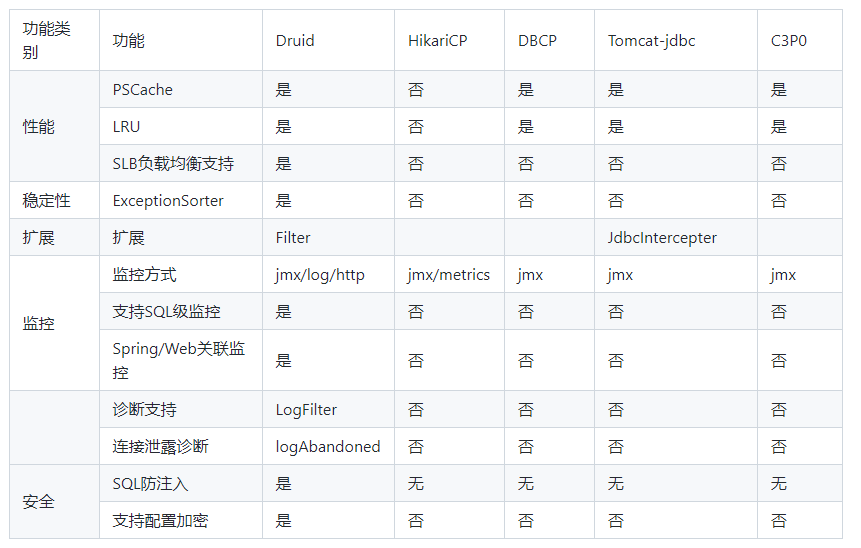 功能类别 功能 Druid HikariCP DBCP Tomcat-jdbc C3P0
性能 PSCache 是 否 是 是 是
LRU 是 否 是 是 是
SLB负载均衡支持 是 否 否 否 否
稳定性 ExceptionSorter 是 否 否 否 否
扩展 扩展 Filter JdbcIntercepter
监控 监控方式 jmx/log/http jmx/metrics jmx jmx jmx
支持SQL级监控 是 否 否 否 否
Spring/Web关联监控 是 否 否 否 否
诊断支持 LogFilter 否 否 否 否
连接泄露诊断 logAbandoned 否 否 否 否
安全 SQL防注入 是 无 无 无 无
支持配置加密 是 否 否 否 否